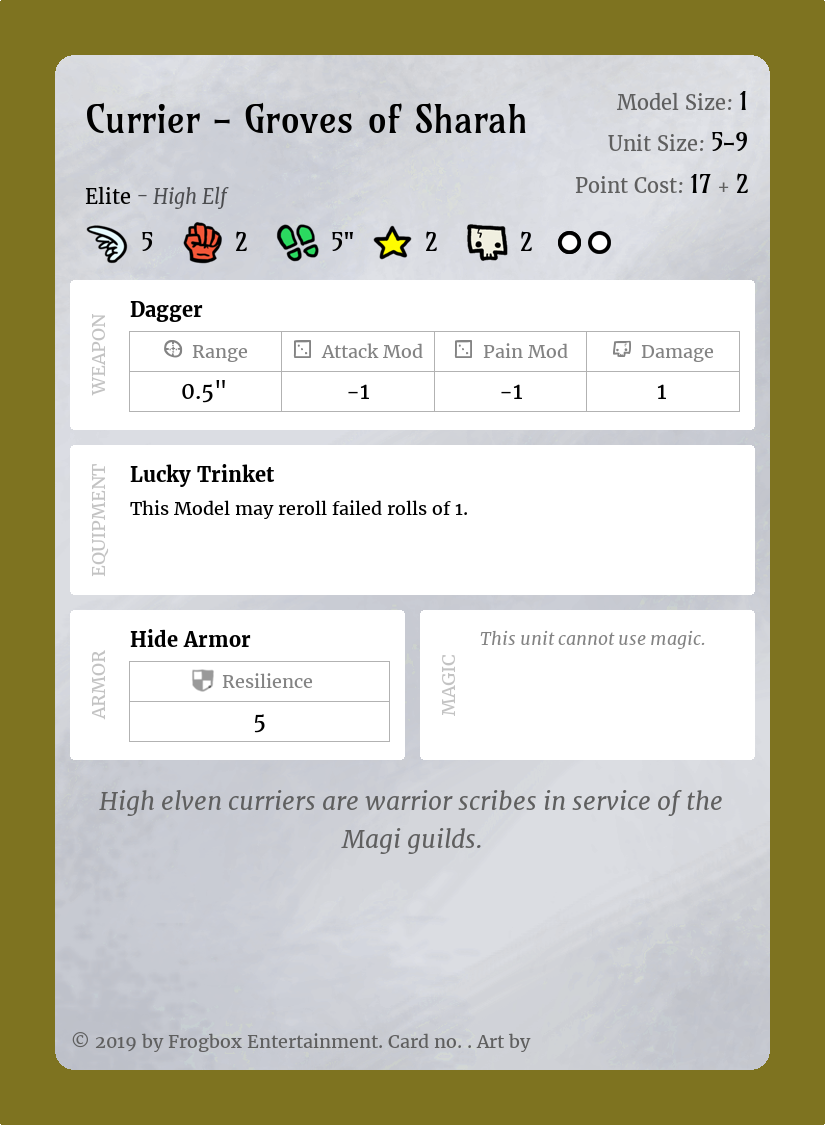 Currier – Groves of Sharah
Model Size: 1
Unit Size: 5–9
Point Cost: 17 + 2
Elite – High Elf
5 2 5" 2 2
WEAPON
Dagger
Range Attack Mod Pain Mod Damage
0.5" -1 -1 1
EQUIPMENT
Lucky Trinket
This Model may reroll failed rolls of 1.
ARMOR
Hide Armor
Resilience
5
MAGIC
This unit cannot use magic.
High elven curriers are warrior scribes in service of the
Magi guilds.
© 2019 by Frogbox Entertainment. Card no. . Art by